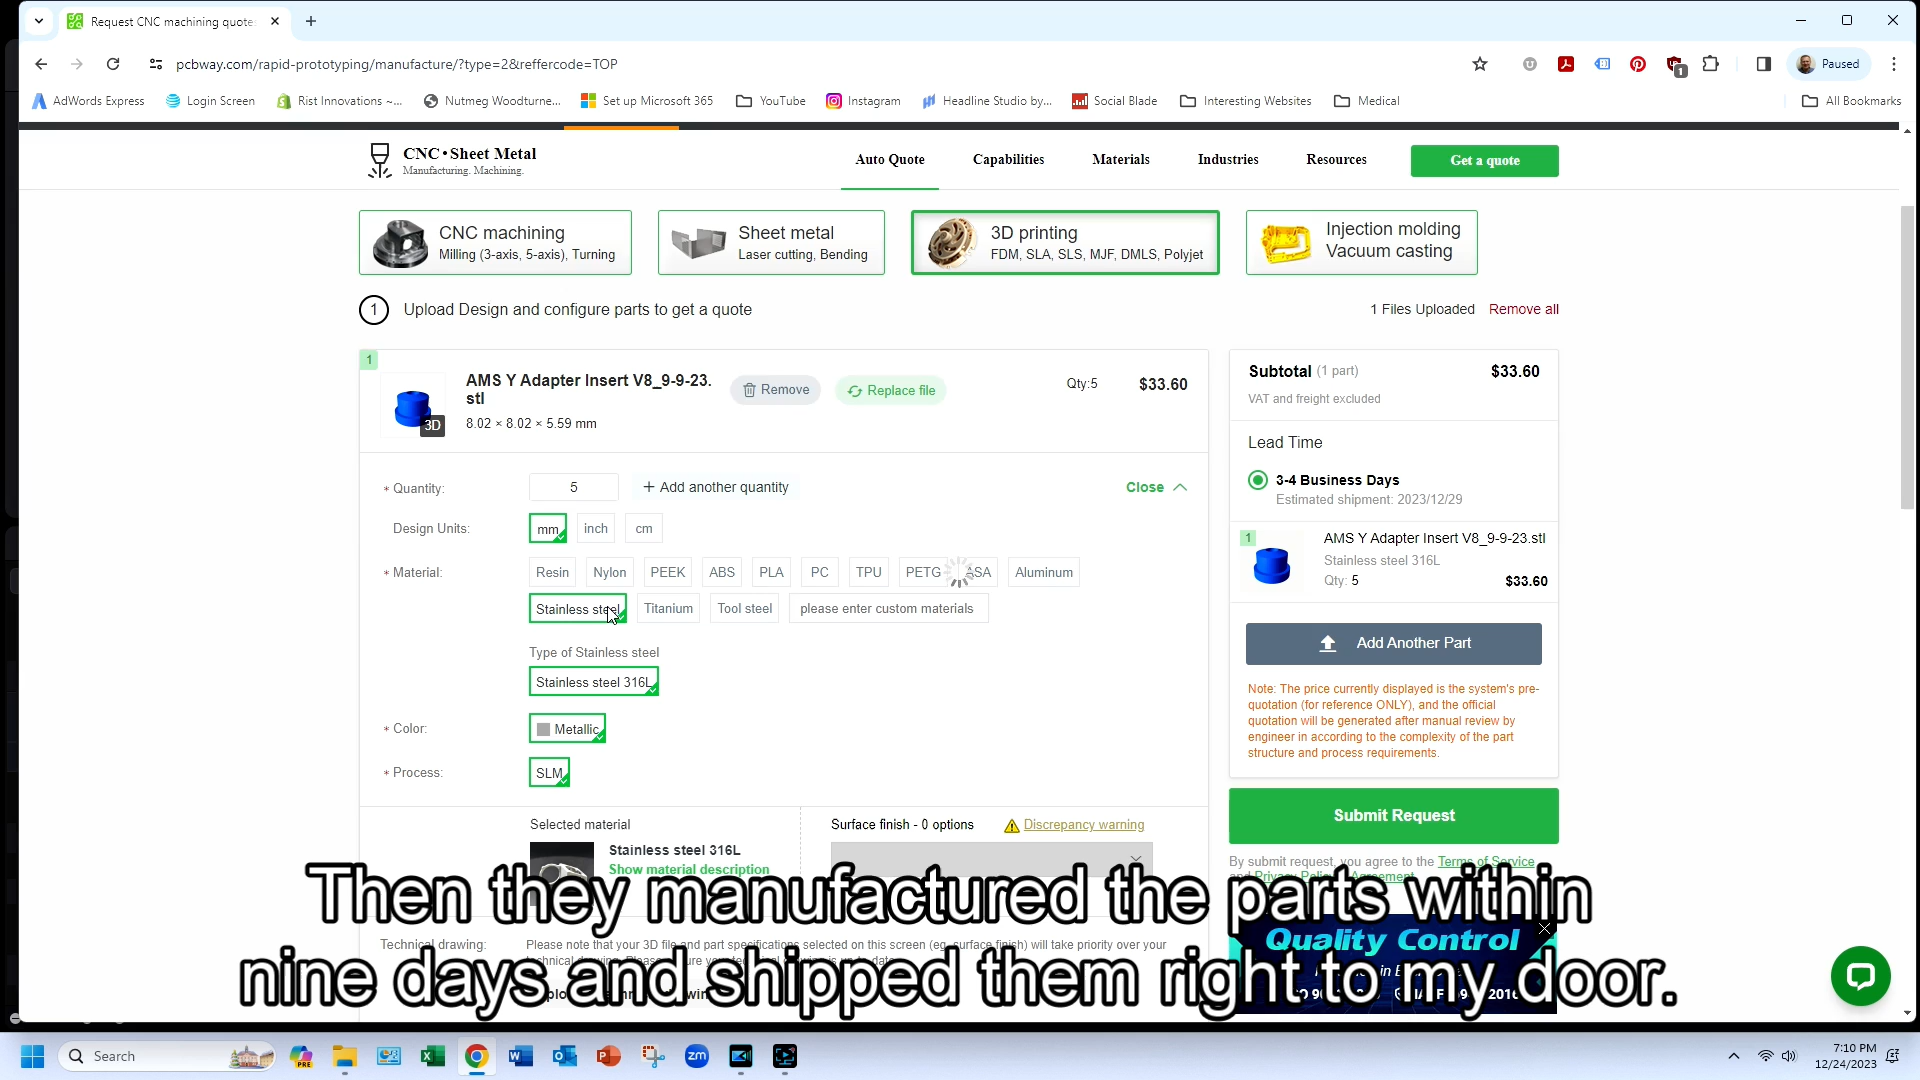 Request CNC machining quote
pcbway.com/rapid-prototyping/manufacture/?type=2&reffercode=TOP
1
Paused
AdWords Express
Login Screen
Rist Innovations ~...
Nutmeg Woodturne...
Set up Microsoft 365
YouTube
Instagram
Headline Studio by...
Social Blade
Interesting Websites
Medical
All Bookmarks
CNC•Sheet Metal
Manufacturing. Machining.
Auto Quote
Capabilities
Materials
Industries
Resources
Get a quote
CNC machining
Milling (3-axis, 5-axis), Turning
Sheet metal
Laser cutting, Bending
3D printing
FDM, SLA, SLS, MJF, DMLS, Polyjet
Injection molding
Vacuum casting
1 Upload Design and configure parts to get a quote
1 Files Uploaded Remove all
1
3D
AMS Y Adapter Insert V8_9-9-23.
stl
8.02 × 8.02 × 5.59 mm
Remove
Replace file
Qty:5
$33.60
* Quantity:
5
+ Add another quantity
Close
Design Units:
mm
inch
cm
* Material:
Resin
Nylon
PEEK
ABS
PLA
PC
TPU
PETG
ASA
Aluminum
Stainless steel
Titanium
Tool steel
please enter custom materials
Type of Stainless steel
Stainless steel 316L
* Color:
Metallic
* Process:
SLM
Selected material
Stainless steel 316L
Show material description
Surface finish - 0 options
Discrepancy warning
Technical drawing:
Please note that your 3D file and part specifications selected on this screen (eg. surface finish) will take priority over your
Subtotal (1 part)
$33.60
VAT and freight excluded
Lead Time
3-4 Business Days
Estimated shipment: 2023/12/29
1
AMS Y Adapter Insert V8_9-9-23.stl
Stainless steel 316L
Qty: 5
$33.60
Add Another Part
Note: The price currently displayed is the system's pre-
quotation (for reference ONLY), and the official
quotation will be generated after manual review by
engineer in according to the complexity of the part
structure and process requirements.
Submit Request
By submit request, you agree to the Terms of Service
and
Agreement
Quality Control
Then they manufactured the parts within
nine days and shipped them right to my door.
Search
PRE
zm
7:10 PM
12/24/2023